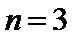 n = 3